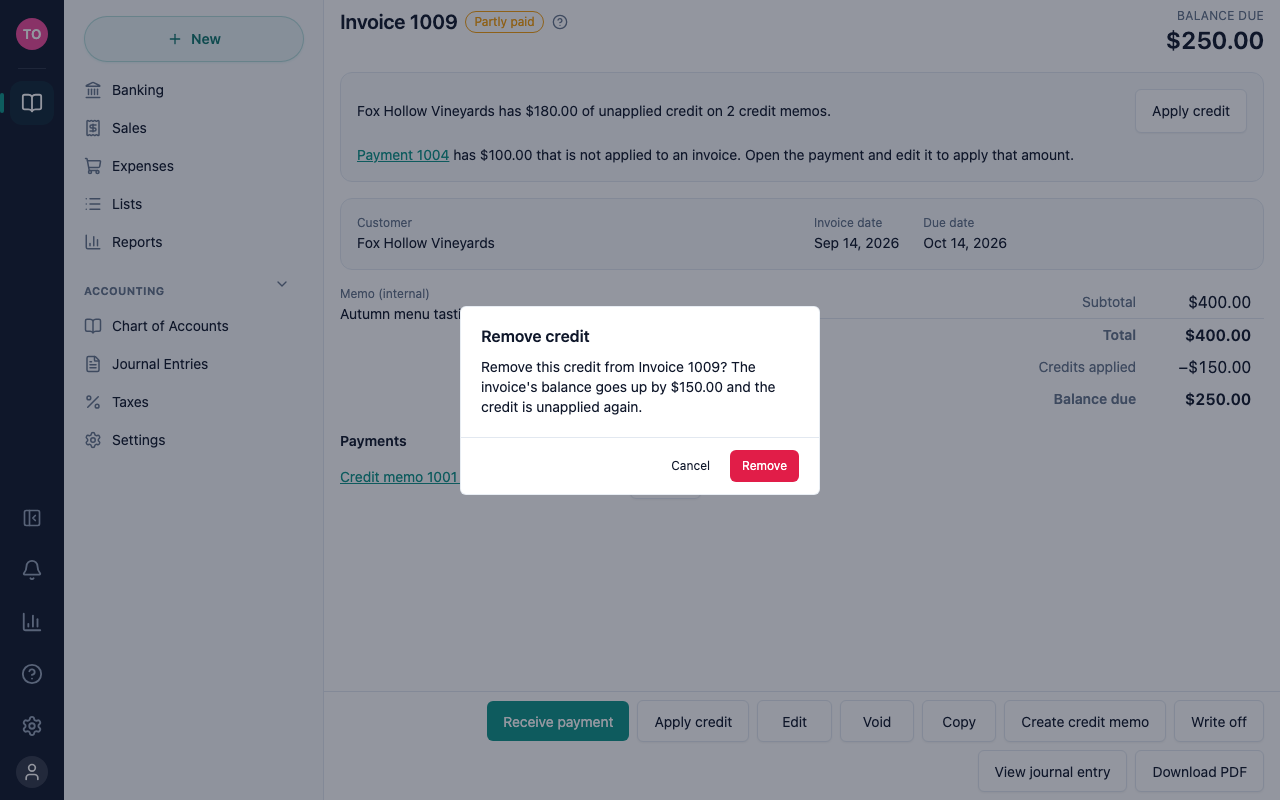 TO
New
Banking
Sales
Expenses
Lists
Reports
ACCOUNTING
Chart of Accounts
Journal Entries
Taxes
Settings
Invoice 1009 Partly paid
BALANCE DUE
$250.00
Fox Hollow Vineyards has $180.00 of unapplied credit on 2 credit memos.
Apply credit
Payment 1004 has $100.00 that is not applied to an invoice. Open the payment and edit it to apply that amount.
Customer Invoice date Due date
Fox Hollow Vineyards Sep 14, 2026 Oct 14, 2026
Memo (internal)
Autumn menu tasti
Subtotal $400.00
Total $400.00
Credits applied –$150.00
Balance due $250.00
Payments
Credit memo 1001
Remove credit
Remove this credit from Invoice 1009? The
invoice's balance goes up by $150.00 and the
credit is unapplied again.
Cancel Remove
Receive payment Apply credit Edit Void Copy Create credit memo Write off
View journal entry Download PDF